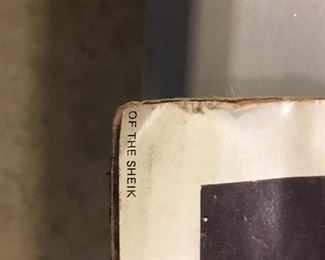 OF THE SHEIK